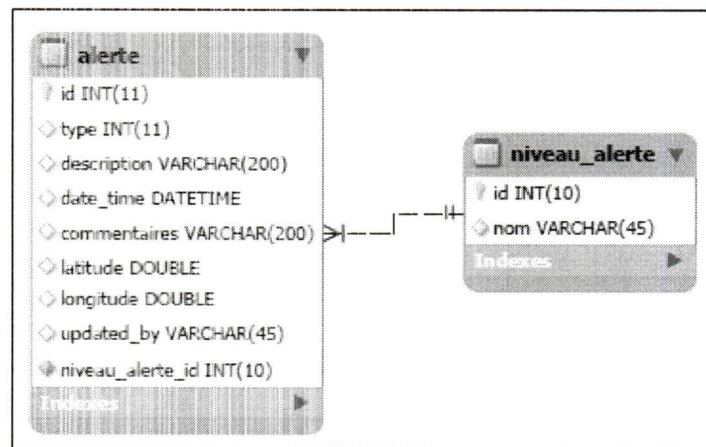 alerte
id INT(11)
type INT(11)
description VARCHAR(200)
date_time DATETIME
commentaires VARCHAR(200)
latitude DOUBLE
longitude DOUBLE
updated_by VARCHAR(45)
niveau_alerte_id INT(10)
Indexes
niveau_alerte
id INT(10)
nom VARCHAR(45)
Indexes